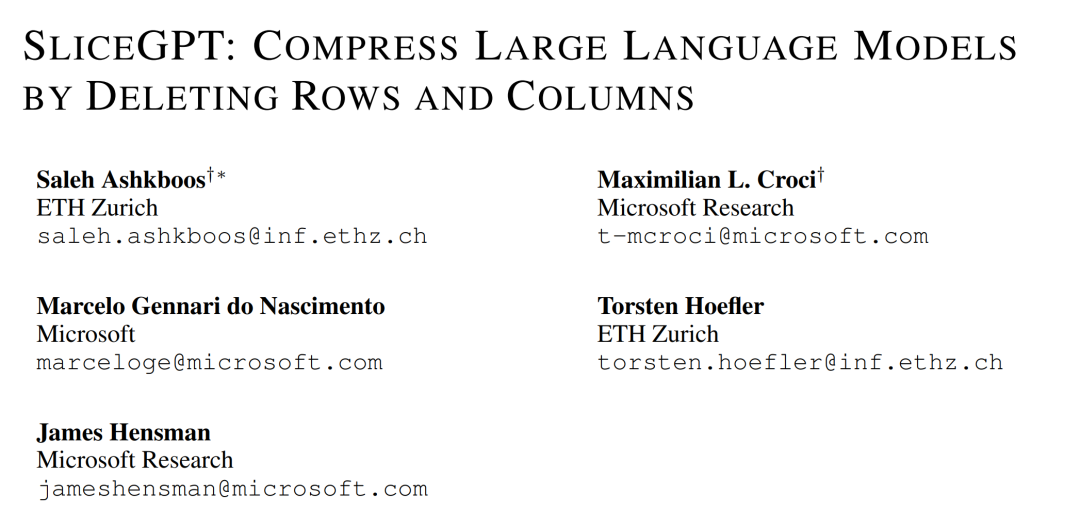 SLICEGPT: COMPRESS LARGE LANGUAGE MODELS
BY DELETING ROWS AND COLUMNS
Saleh Ashkboos†*
ETH Zurich
saleh.ashkboos@inf.ethz.ch
Maximilian L. Croci†
Microsoft Research
t-mcroci@microsoft.com
Marcelo Gennari do Nascimento
Microsoft
marceloge@microsoft.com
Torsten Hoefler
ETH Zurich
torsten.hoefler@inf.ethz.ch
James Hensman
Microsoft Research
jameshensman@microsoft.com